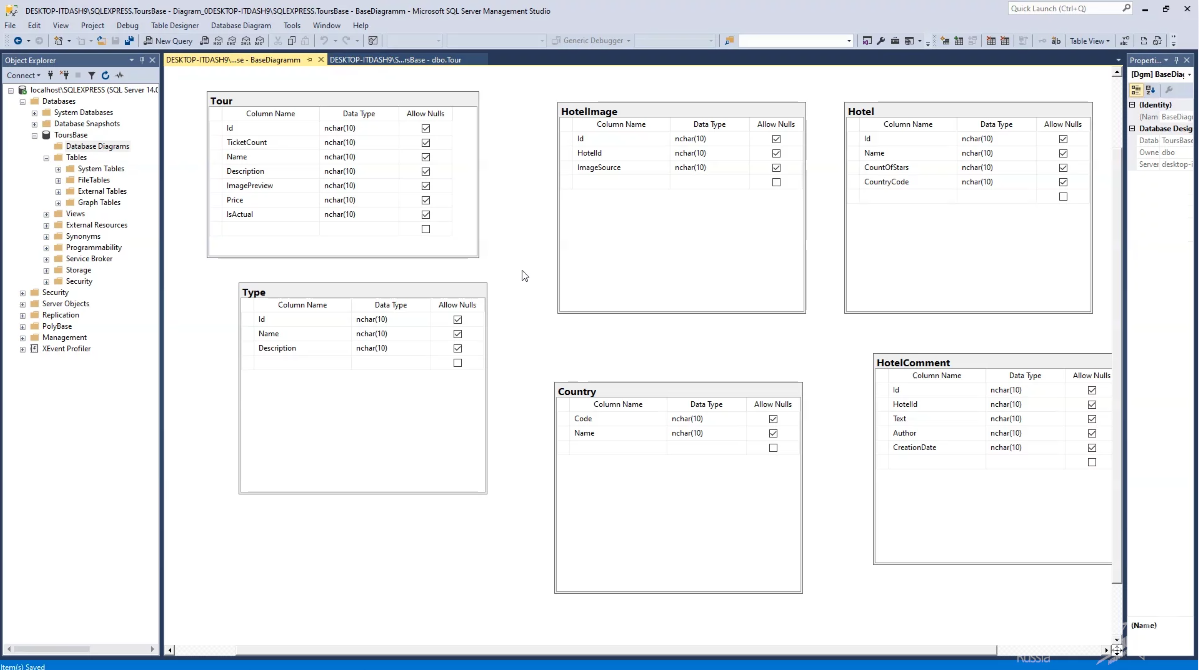 DESKTOP-ITDASH9\SQLEXPRESS.ToursBase - Diagram_0DESKTOP-ITDASH9\SQLEXPRESS.ToursBase - BaseDiagramm - Microsoft SQL Server Management Studio
Quick Launch (Ctrl+Q)
File Edit View Project Debug Table Designer Database Diagram Tools Window Help
New Query Generic Debugger Table View
Object Explorer
DESKTOP-ITDASH9\...se - BaseDiagramm
DESKTOP-ITDASH9\S...rsBase - dbo.Tour
Properti...
Connect
[Dgm] BaseDiag
localhost\SQLEXPRESS (SQL Server 14.0
Databases
System Databases
Database Snapshots
ToursBase
Database Diagrams
Tables
System Tables
FileTables
External Tables
Graph Tables
Views
External Resources
Synonyms
Programmability
Service Broker
Storage
Security
Security
Server Objects
Replication
PolyBase
Management
XEvent Profiler
Tour
Column Name Data Type Allow Nulls
Id nchar(10)
TicketCount nchar(10)
Name nchar(10)
Description nchar(10)
ImagePreview nchar(10)
Price nchar(10)
IsActual nchar(10)
HotelImage
Column Name Data Type Allow Nulls
Id nchar(10)
HotelId nchar(10)
ImageSource nchar(10)
Hotel
Column Name Data Type Allow Nulls
Id nchar(10)
Name nchar(10)
CountOfStars nchar(10)
CountryCode nchar(10)
Type
Column Name Data Type Allow Nulls
Id nchar(10)
Name nchar(10)
Description nchar(10)
Country
Column Name Data Type Allow Nulls
Code nchar(10)
Name nchar(10)
HotelComment
Column Name Data Type Allow Nulls
Id nchar(10)
HotelId nchar(10)
Text nchar(10)
Author nchar(10)
CreationDate nchar(10)
(Identity)
(Nam BaseDiag
Database Desig
Datab ToursBase
Owne dbo
Server desktop-i
(Name)
Item(s) Saved